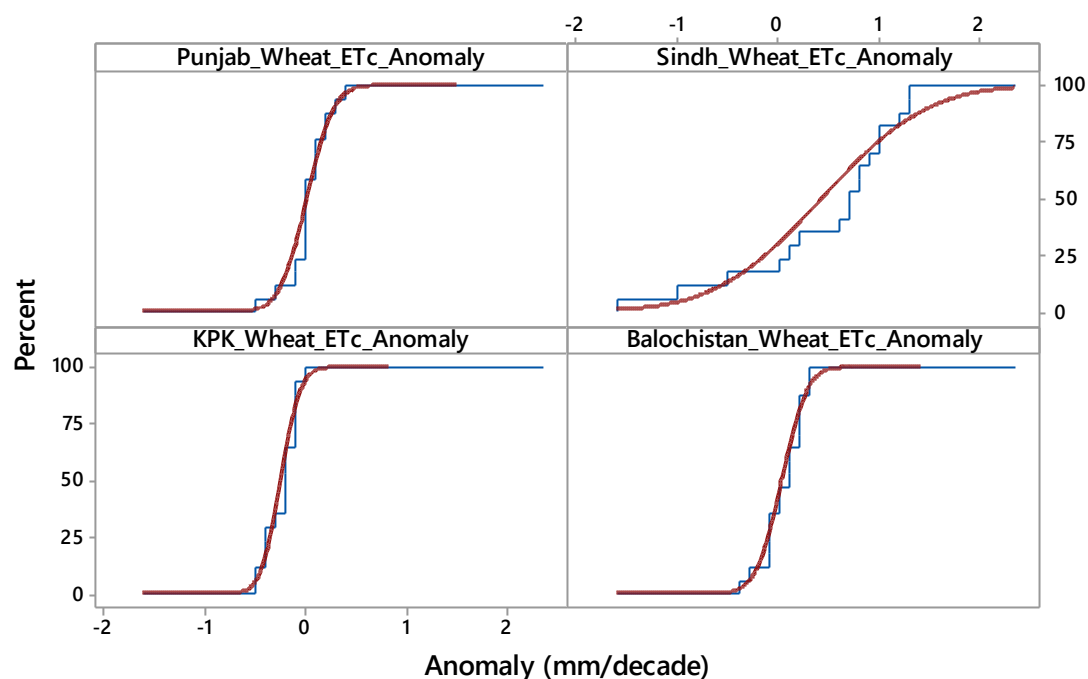 -2 -1 0 1 2
Punjab_Wheat_ETc_Anomaly
Sindh_Wheat_ETc_Anomaly
100
75
50
25
0
Percent
KPK_Wheat_ETc_Anomaly
Balochistan_Wheat_ETc_Anomaly
100
75
50
25
0
-2 -1 0 1 2
Anomaly (mm/decade)